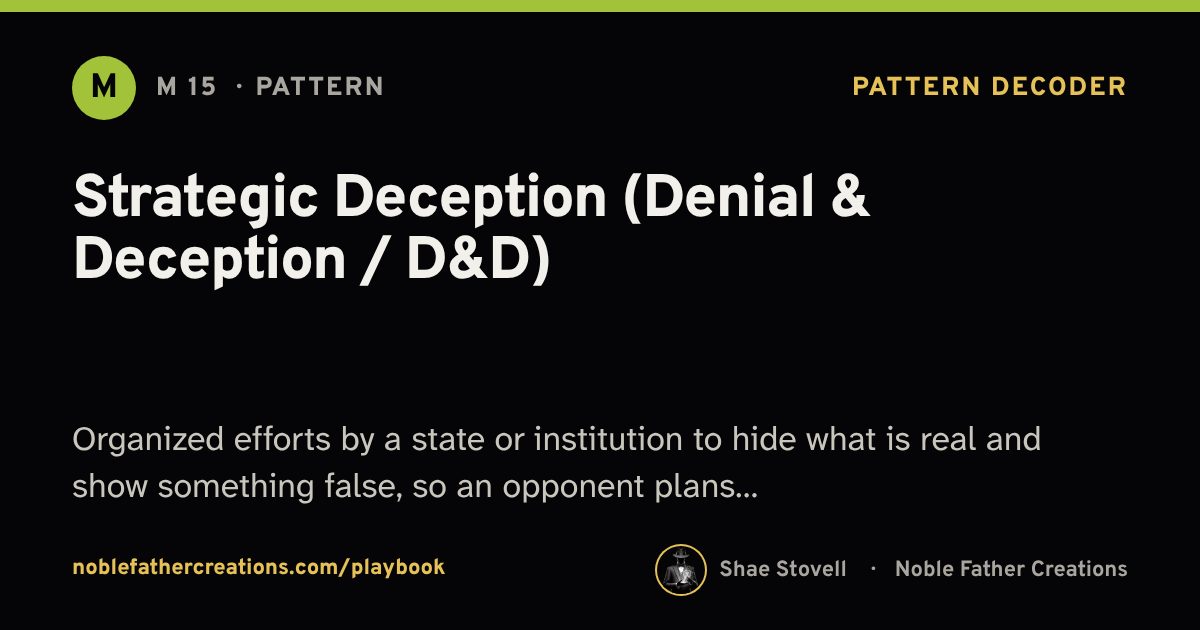 M
M 15 · PATTERN
PATTERN DECODER
Strategic Deception (Denial &
Deception / D&D)
Organized efforts by a state or institution to hide what is real and
show something false, so an opponent plans...
noblefathercreations.com/playbook
Shae Stovell · Noble Father Creations